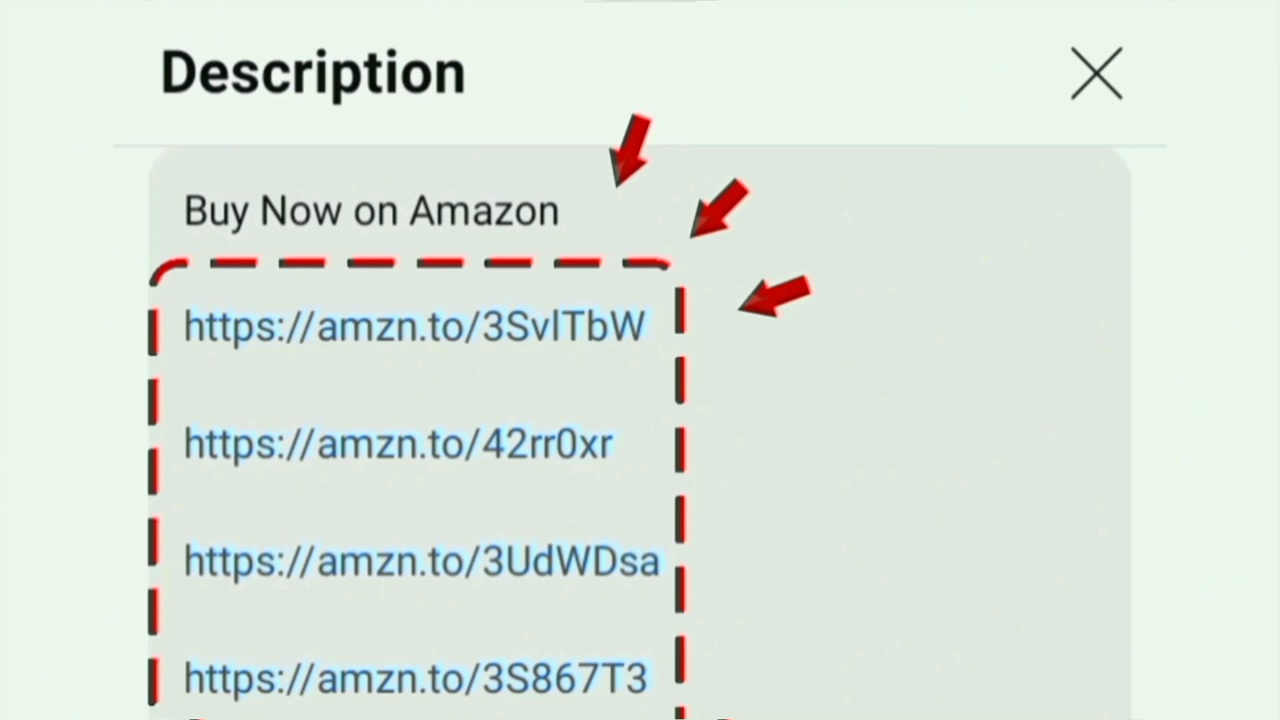 Description
Buy Now on Amazon
https://amzn.to/3SvlTbW
https://amzn.to/42rr0xr
https://amzn.to/3UdWDsa
https://amzn.to/3S867T3